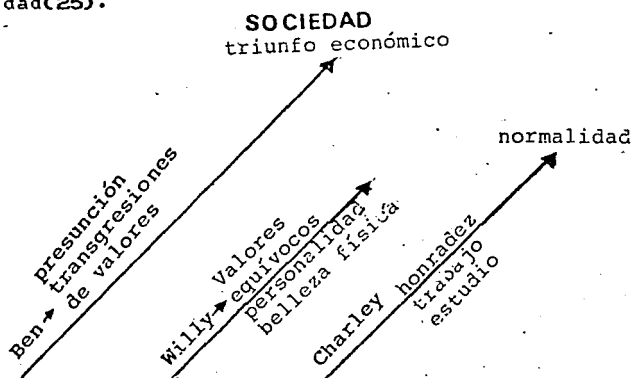 dad(25).
SOCIEDAD
triunfo económico
normalidad
presunción
transgresiones
Ben→ de valores
Valores
Willy→ equívocos
personalidad
belleza física
Charley honradez
trabajo
estudio